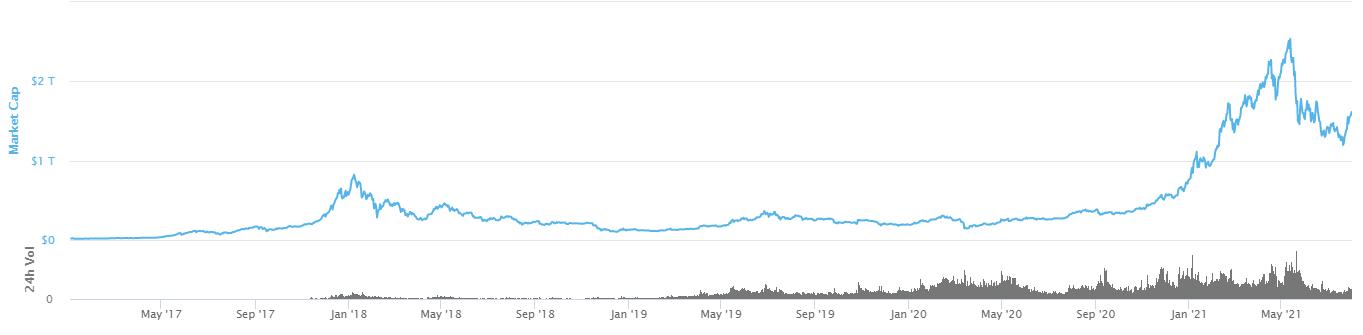 Market Cap
$2 T
$1 T
$0
24h Vol
0
May '17 Sep '17 Jan '18 May '18 Sep '18 Jan '19 May '19 Sep '19 Jan '20 May '20 Sep '20 Jan '21 May '21